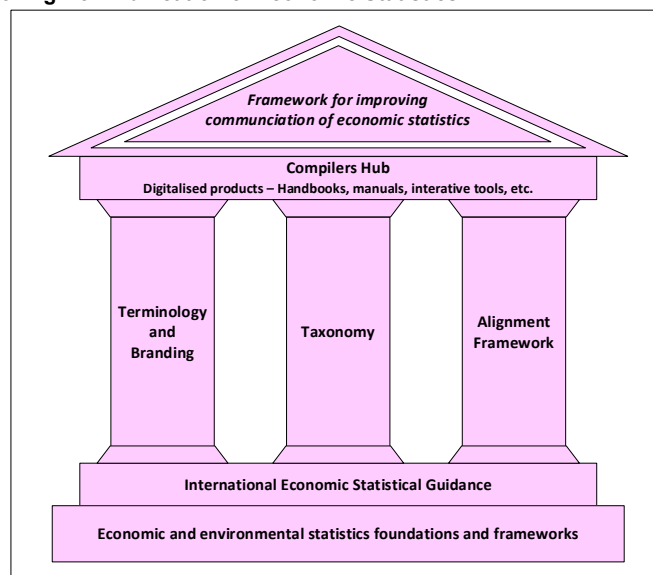 Framework for improving
communciation of economic statistics
Compilers Hub
Digitalised products – Handbooks, manuals, interative tools, etc.
Terminology
and
Branding
Taxonomy
Alignment
Framework
International Economic Statistical Guidance
Economic and environmental statistics foundations and frameworks